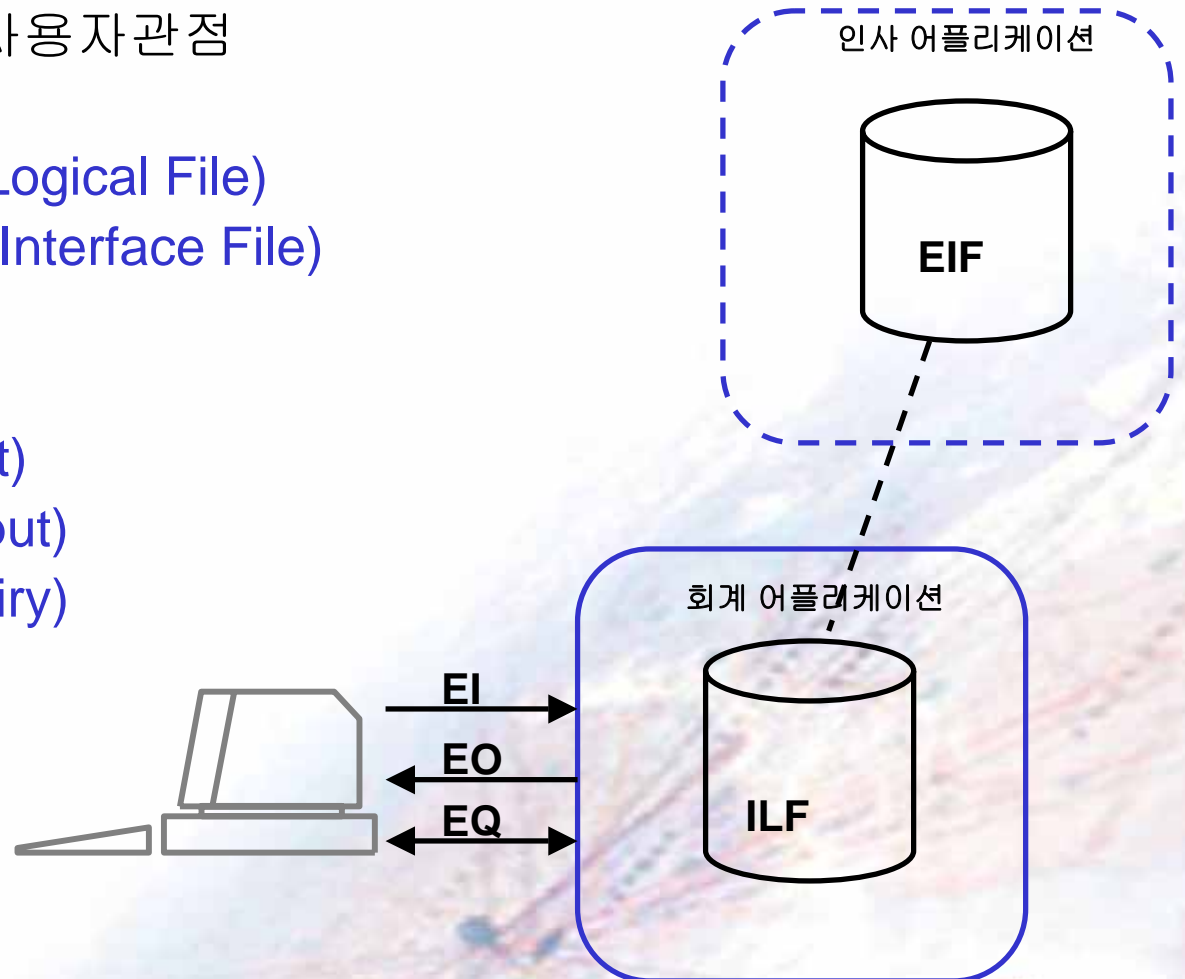 사용자관점
Logical File)
Interface File)
t)
out)
iry)
인사 어플리케이션
EIF
회계 어플리케이션
EI
EO
EQ
ILF